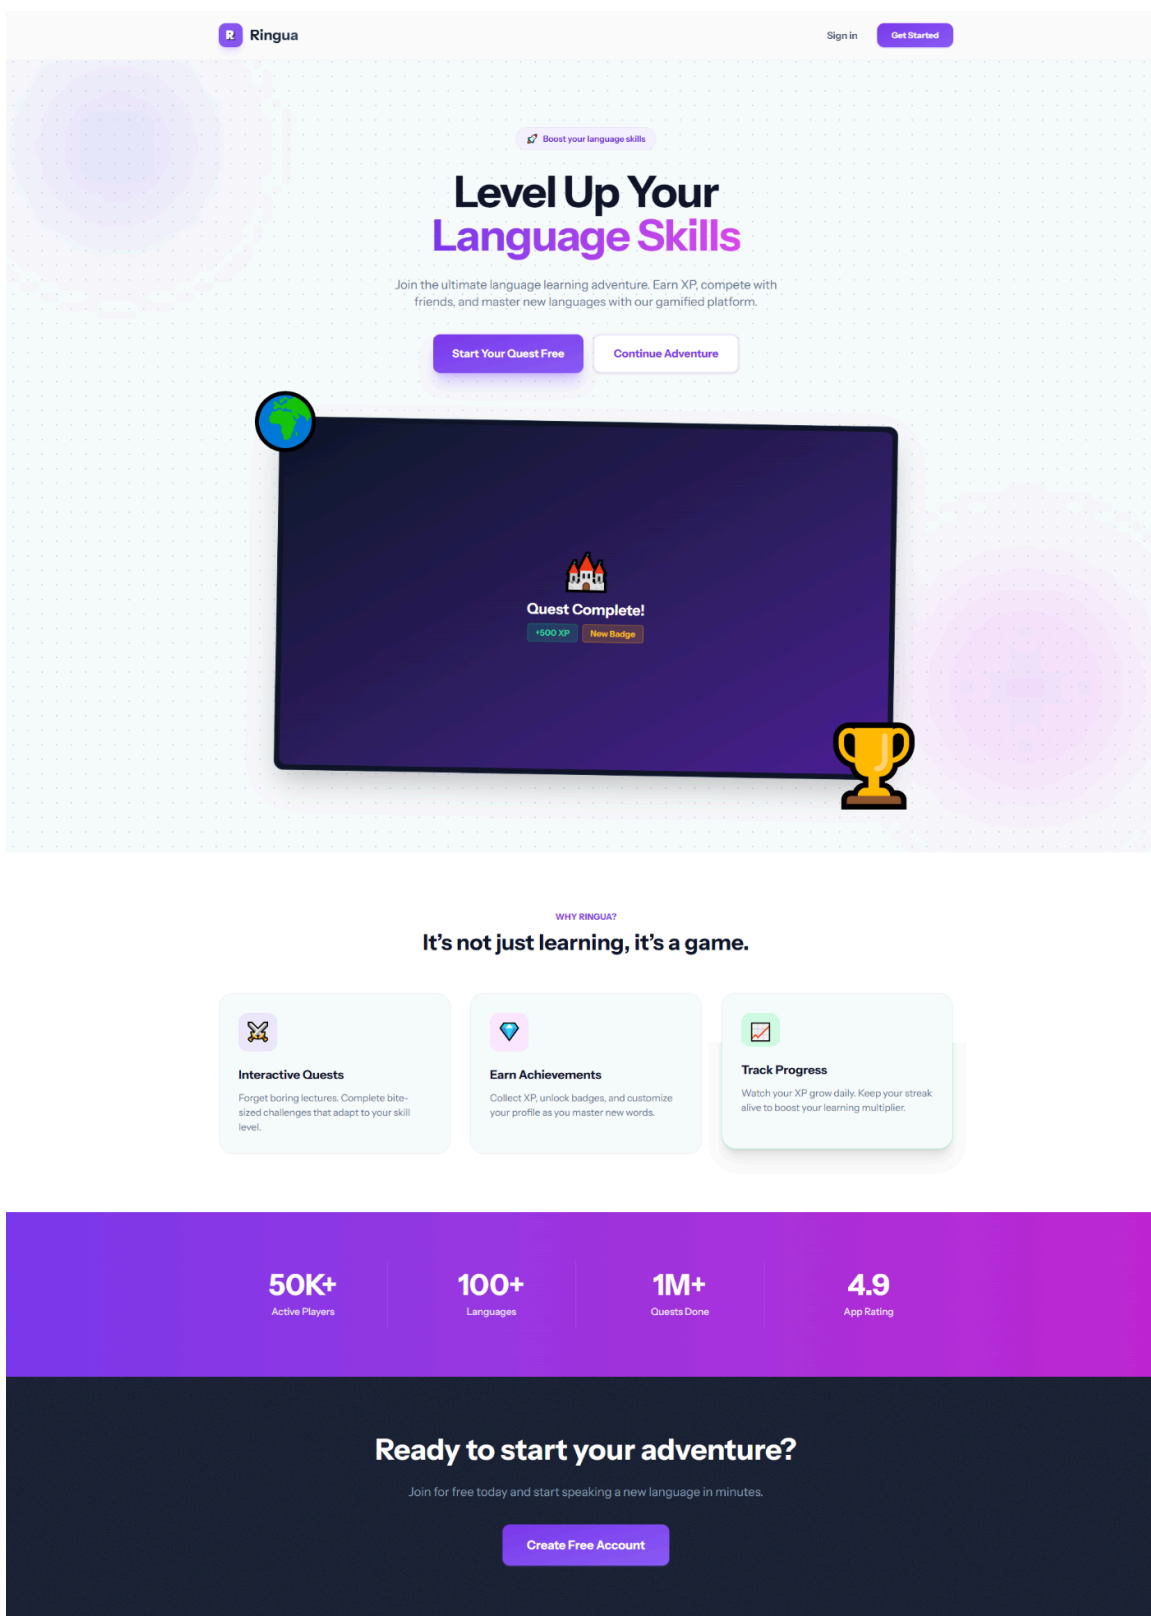 R Ringua
Sign in
Get Started
🚀 Boost your language skills
Level Up Your
Language Skills
Join the ultimate language learning adventure. Earn XP, compete with
friends, and master new languages with our gamified platform.
Start Your Quest Free
Continue Adventure
Quest Complete!
+500 XP
New Badge
WHY RINGUA?
It’s not just learning, it’s a game.
Interactive Quests
Forget boring lectures. Complete bite-
sized challenges that adapt to your skill
level.
Earn Achievements
Collect XP, unlock badges, and customize
your profile as you master new words.
Track Progress
Watch your XP grow daily. Keep your streak
alive to boost your learning multiplier.
50K+
Active Players
100+
Languages
1M+
Quests Done
4.9
App Rating
Ready to start your adventure?
Join for free today and start speaking a new language in minutes.
Create Free Account